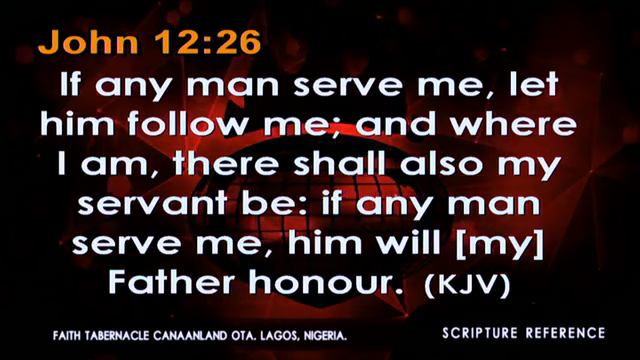 John 12:26
If any man serve me, let
him follow me; and where
I am, there shall also my
servant be: if any man
serve me, him will [my]
Father honour. (KJV)
FAITH TABERNACLE CANAANLAND OTA. LAGOS, NIGERIA.
SCRIPTURE REFERENCE